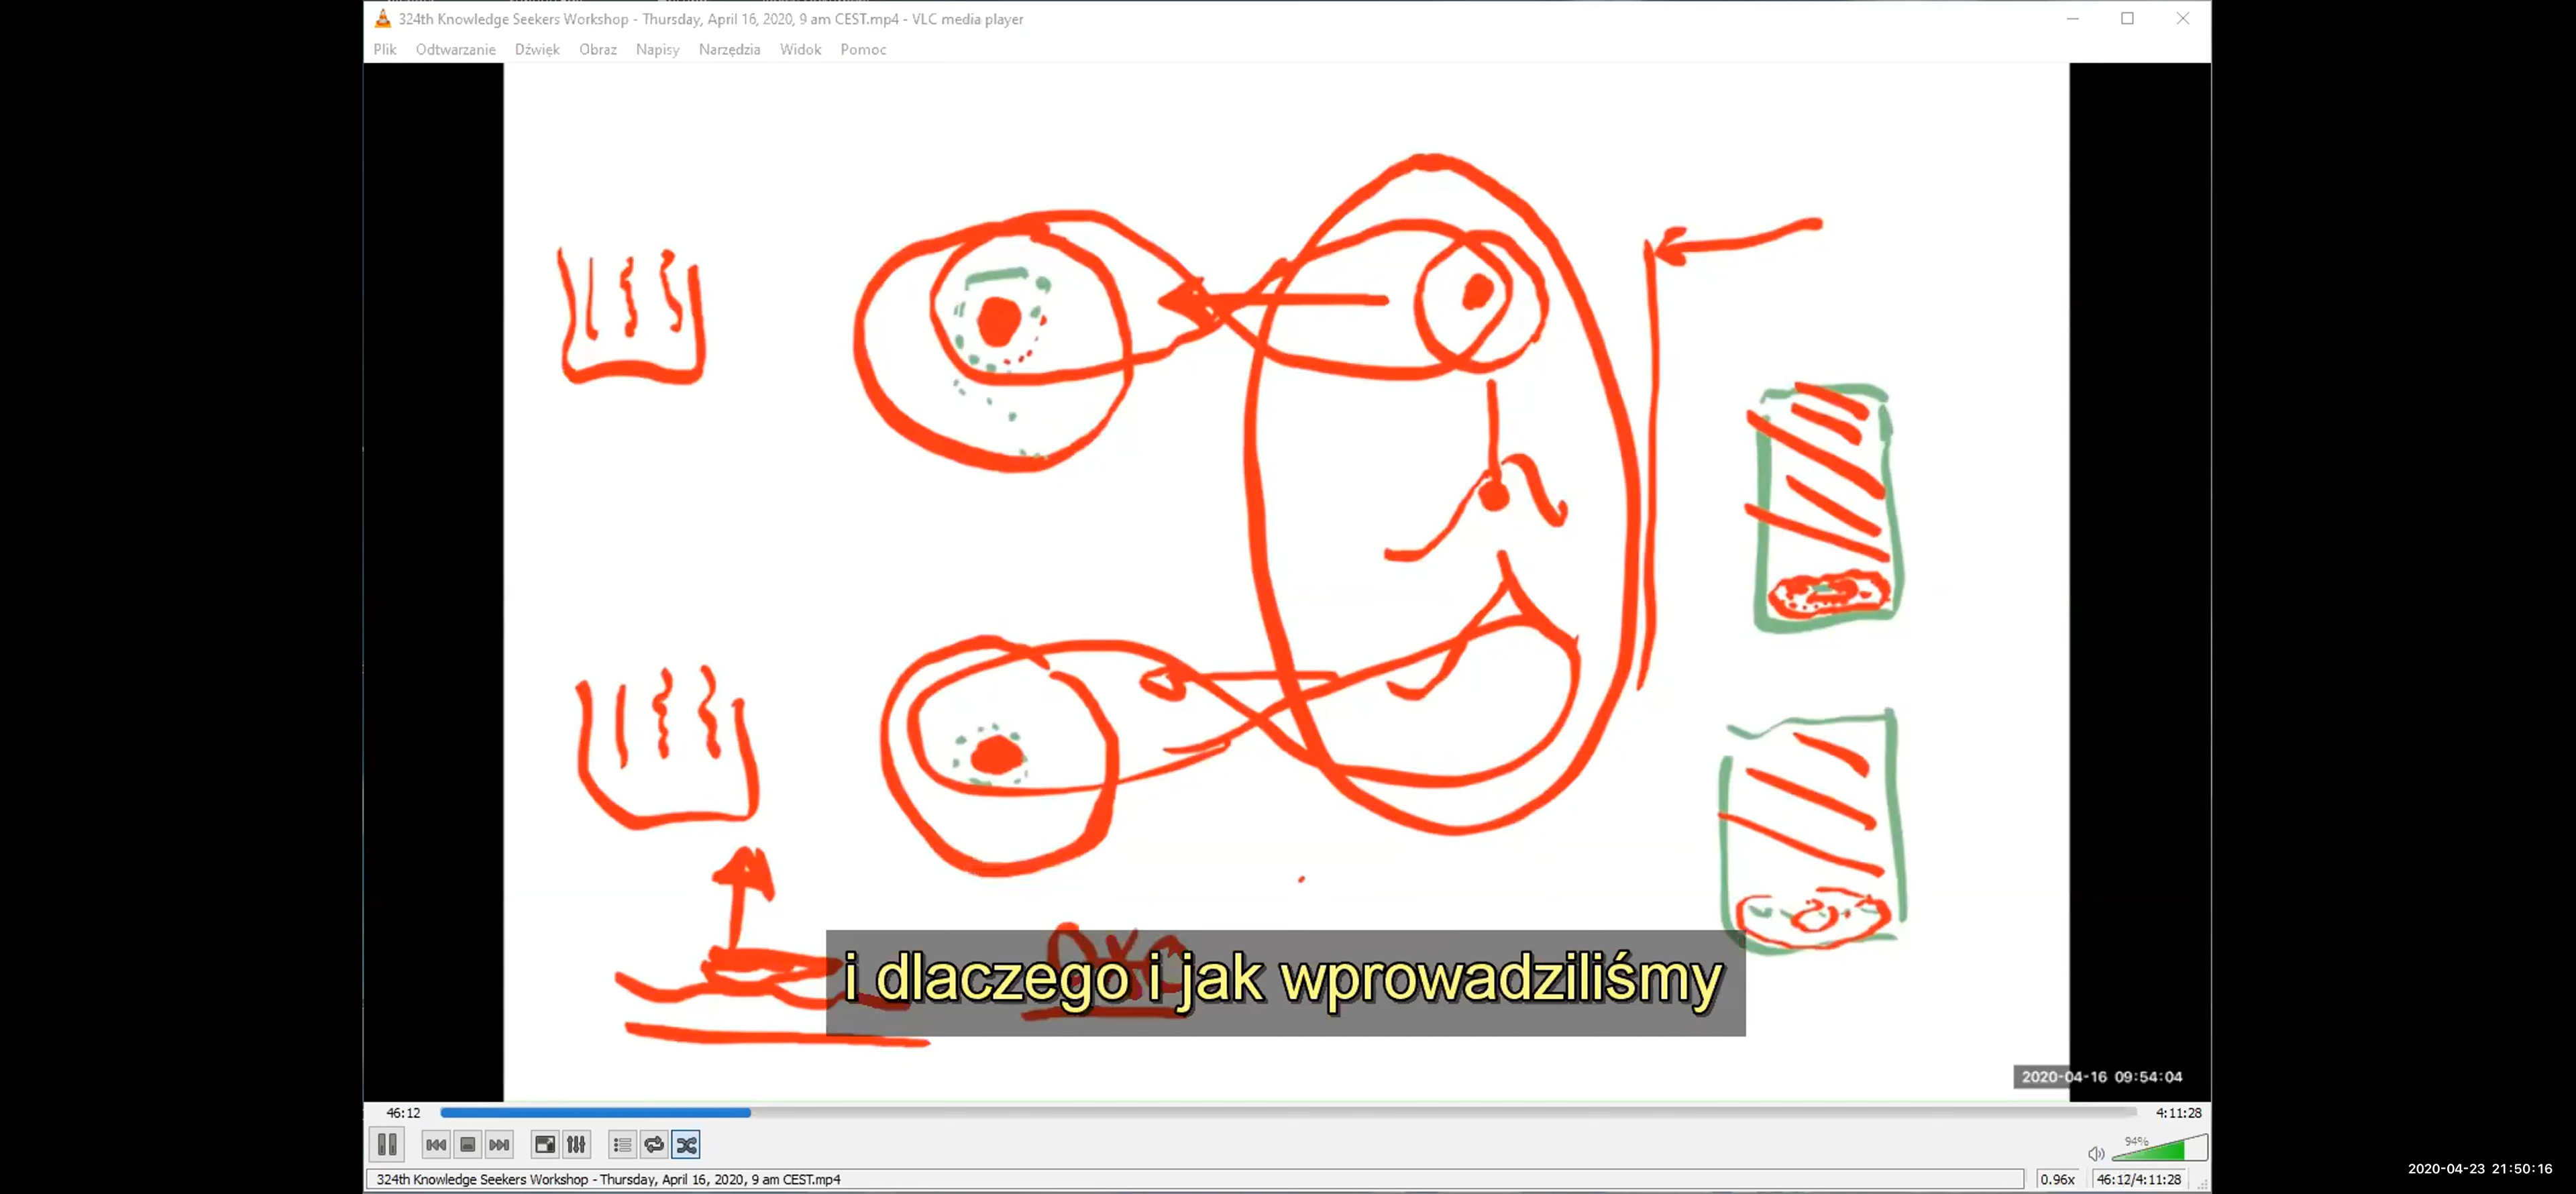 324th Knowledge Seekers Workshop - Thursday, April 16, 2020, 9 am CEST.mp4 - VLC media player
Plik Odtwarzanie Dźwięk Obraz Napisy Narzędzia Widok Pomoc
i dlaczego i jak wprowadziliśmy
2020-04-16 09:54:04
46:12
4:11:28
94%
324th Knowledge Seekers Workshop - Thursday, April 16, 2020, 9 am CEST.mp4
0.96x
46:12/4:11:28
2020-04-23 21:50:16